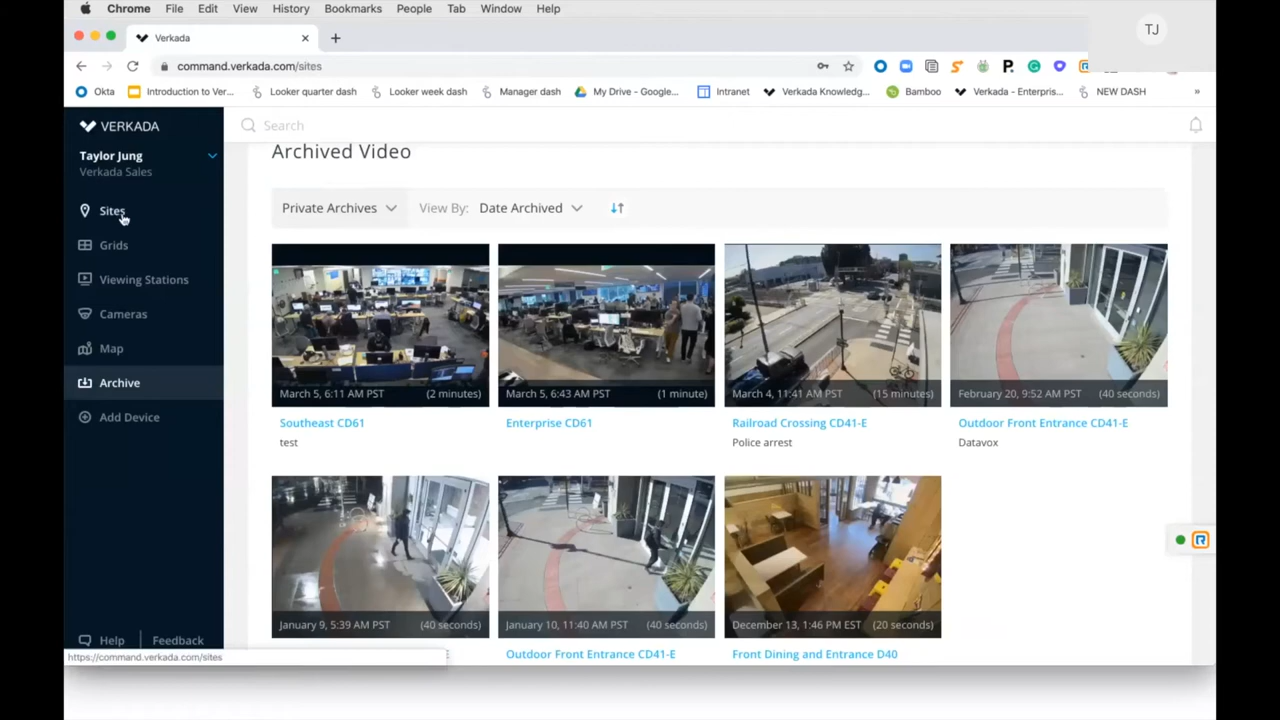 Chrome File Edit View History Bookmarks People Tab Window Help
TJ
Verkada
command.verkada.com/sites
Okta Introduction to Ver... Looker quarter dash Looker week dash Manager dash My Drive - Google... Intranet Verkada Knowledg... Bamboo Verkada - Enterpris... NEW DASH »
VERKADA
Search
Taylor Jung
Verkada Sales
Sites
Grids
Viewing Stations
Cameras
Map
Archive
Add Device
Help Feedback
https://command.verkada.com/sites
Archived Video
Private Archives View By: Date Archived
March 5, 6:11 AM PST (2 minutes)
Southeast CD61
test
March 5, 6:43 AM PST (1 minute)
Enterprise CD61
March 4, 11:41 AM PST (15 minutes)
Railroad Crossing CD41-E
Police arrest
February 20, 9:52 AM PST (40 seconds)
Outdoor Front Entrance CD41-E
Datavox
January 9, 5:39 AM PST (40 seconds)
January 10, 11:40 AM PST (40 seconds)
Outdoor Front Entrance CD41-E
December 13, 1:46 PM EST (20 seconds)
Front Dining and Entrance D40